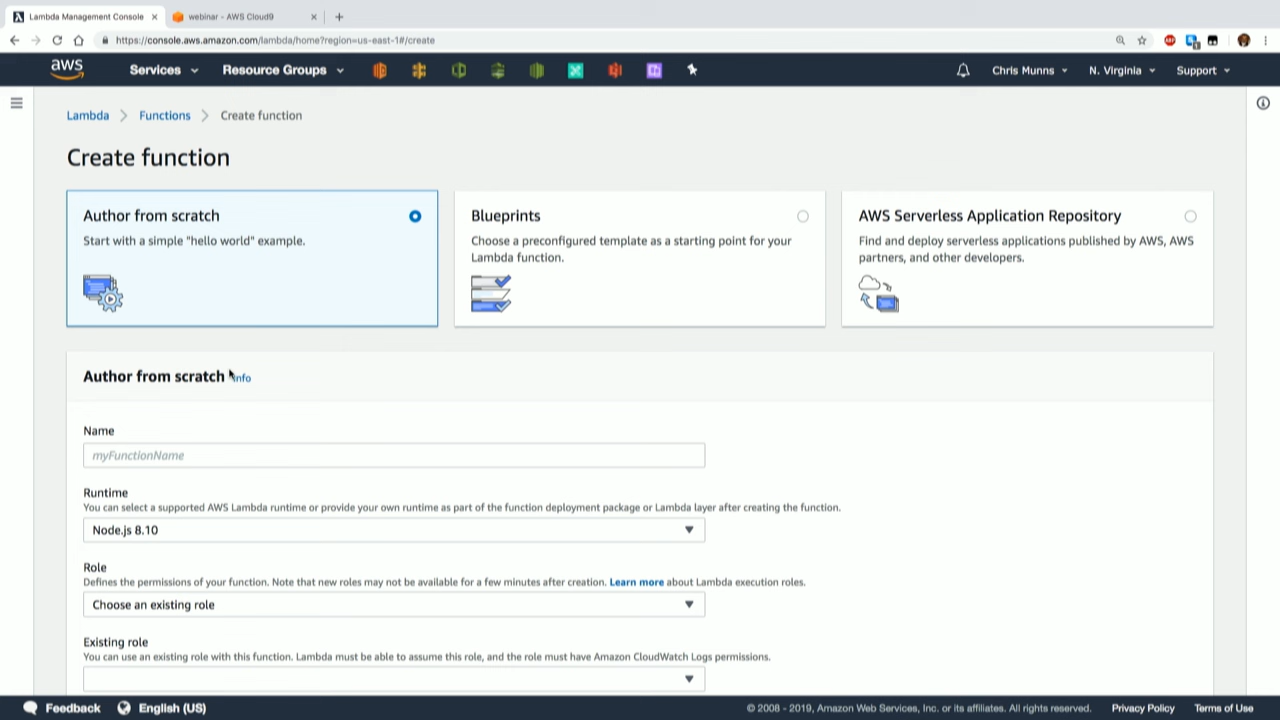 Lambda Management Console
webinar - AWS Cloud9
https://console.aws.amazon.com/lambda/home?region=us-east-1#/create
ABP
aws
Services
Resource Groups
Chris Munns
N. Virginia
Support
Lambda
Functions
Create function
Create function
Author from scratch
Start with a simple "hello world" example.
Blueprints
Choose a preconfigured template as a starting point for your
Lambda function.
AWS Serverless Application Repository
Find and deploy serverless applications published by AWS, AWS
partners, and other developers.
Author from scratch Info
Name
myFunctionName
Runtime
You can select a supported AWS Lambda runtime or provide your own runtime as part of the function deployment package or Lambda layer after creating the function.
Node.js 8.10
Role
Defines the permissions of your function. Note that new roles may not be available for a few minutes after creation. Learn more about Lambda execution roles.
Choose an existing role
Existing role
You can use an existing role with this function. Lambda must be able to assume this role, and the role must have Amazon CloudWatch Logs permissions.
Feedback
English (US)
© 2008 - 2019, Amazon Web Services, Inc. or its affiliates. All rights reserved.
Privacy Policy
Terms of Use